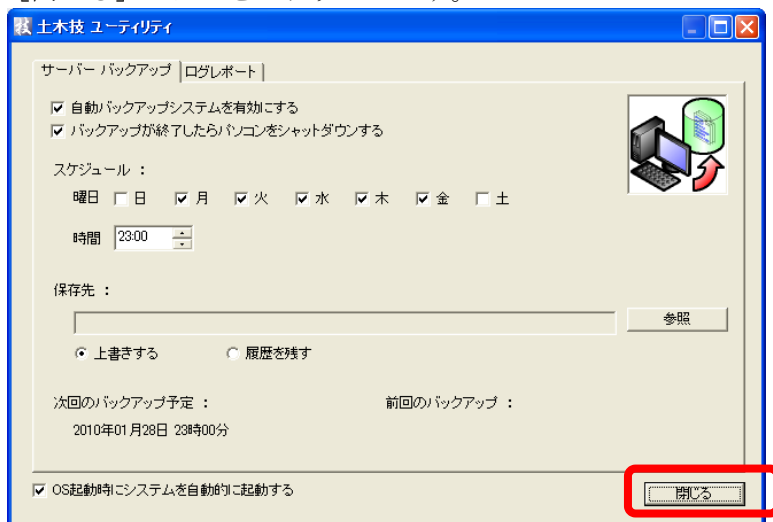 技 土木技 ユーティリティ
サーバー バックアップ ログレポート
自動バックアップシステムを有効にする
バックアップが終了したらパソコンをシャットダウンする
スケジュール :
曜日 日 月 火 水 木 金 土
時間 23:00
保存先 :
参照
上書きする 履歴を残す
次回のバックアップ予定 : 前回のバックアップ :
2010年01月28日 23時00分
OS起動時にシステムを自動的に起動する 閉じる